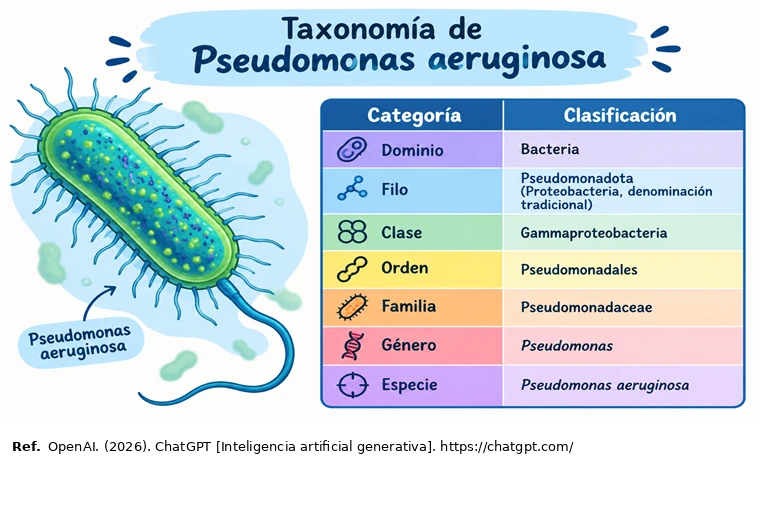 Taxonomía de
Pseudomonas aeruginosa
Categoría Clasificación
Dominio Bacteria
Filo Pseudomonadota
(Proteobacteria, denominación
tradicional)
Clase Gammaproteobacteria
Orden Pseudomonadales
Familia Pseudomonadaceae
Género Pseudomonas
Especie Pseudomonas aeruginosa
Pseudomonas
aeruginosa
Ref. OpenAI. (2026). ChatGPT [Inteligencia artificial generativa]. https://chatgpt.com/